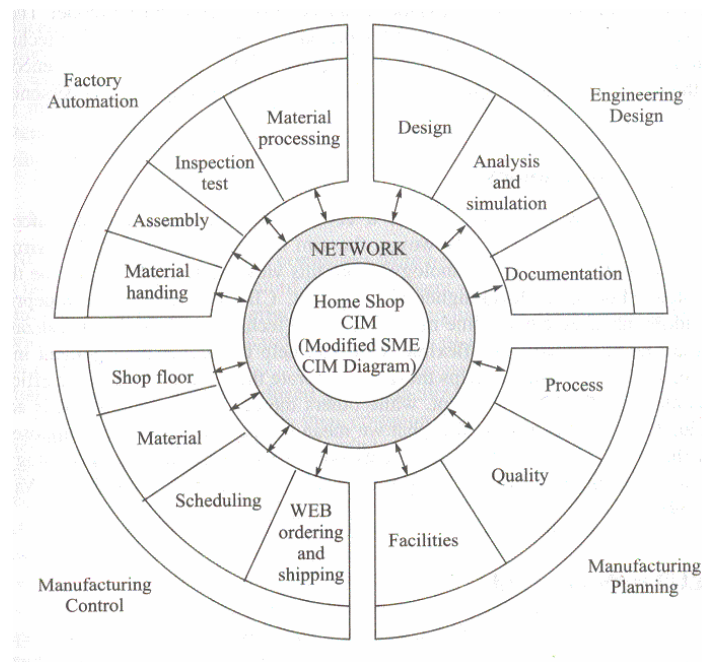 Factory
Automation
Material
processing
Inspection
test
Assembly
Material
handing
Engineering
Design
Design
Analysis
and
simulation
Documentation
NETWORK
Home Shop
CIM
(Modified SME
CIM Diagram)
Shop floor
Material
Scheduling
WEB
ordering
and
shipping
Manufacturing
Control
Process
Quality
Facilities
Manufacturing
Planning